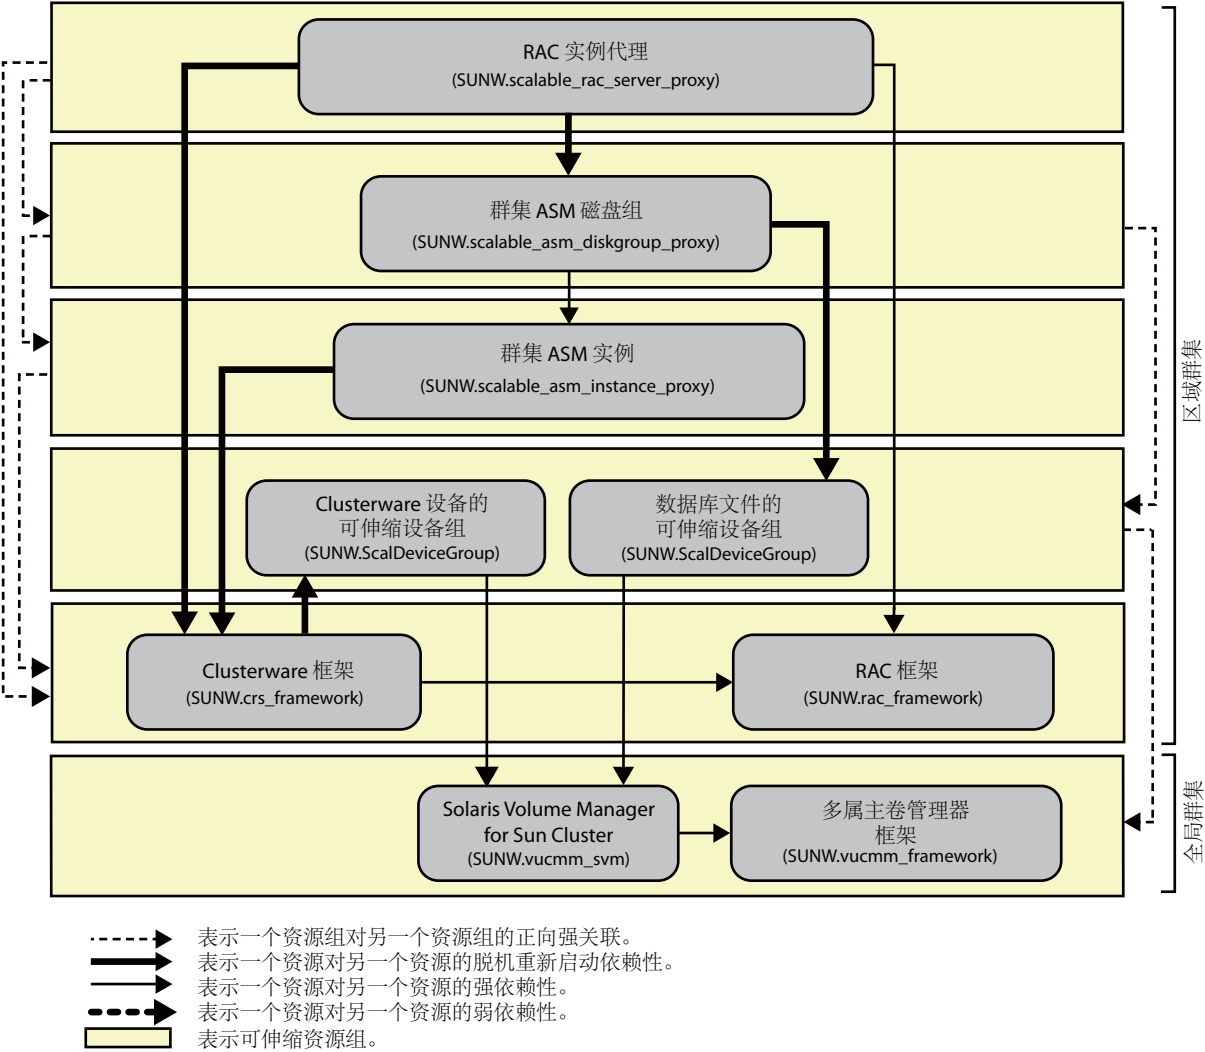 RAC 实例代理
(SUNW.scalable_rac_server_proxy)
群集 ASM 磁盘组
(SUNW.scalable_asm_diskgroup_proxy)
群集 ASM 实例
(SUNW.scalable_asm_instance_proxy)
Clusterware 设备的
可伸缩设备组
(SUNW.ScalDeviceGroup)
数据库文件的
可伸缩设备组
(SUNW.ScalDeviceGroup)
Clusterware 框架
(SUNW.crs_framework)
RAC 框架
(SUNW.rac_framework)
区域群集
Solaris Volume Manager
for Sun Cluster
(SUNW.vucmm_svm)
多属主卷管理器
框架
(SUNW.vucmm_framework)
全局群集
表示一个资源组对另一个资源组的正向强关联。
表示一个资源对另一个资源的脱机重新启动依赖性。
表示一个资源对另一个资源的强依赖性。
表示一个资源对另一个资源的弱依赖性。
表示可伸缩资源组。